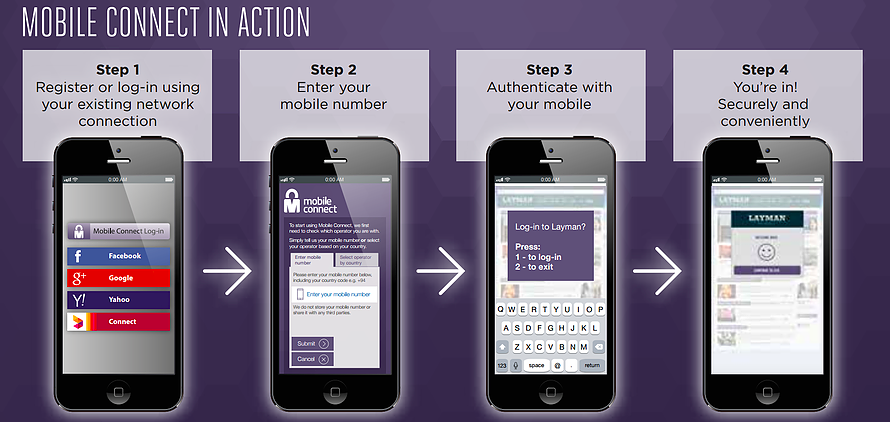 MOBILE CONNECT IN ACTION
Step 1
Register or log-in using
your existing network
connection
Step 2
Enter your
mobile number
Step 3
Authenticate with
your mobile
Step 4
You're in!
Securely and
conveniently
0:00 AM
Mobile Connect Log-in
f Facebook
g+ Google
Y! Yahoo
Connect
0:00 AM
mobile
connect
To start using Mobile Connect, we first
need to check which operator you are with.
Simply tell us your mobile number or select
your operator based on your country.
Enter mobile
number
Select operator
by country
Please enter your mobile number below,
including your country code e.g. +94
Enter your mobile number
We do not store your mobile number or
share it with any third parties.
Submit
Cancel
0:00 AM
LAYMAN
Log-in to Layman?
Press:
1 - to log-in
2 - to exit
Q W E R T Y U I O P
A S D F G H J K L
Z X C V B N M
123 space @ . return
0:00 AM
LAYMAN
LAYMAN
WELCOME BACK
CONTINUE TO SITE